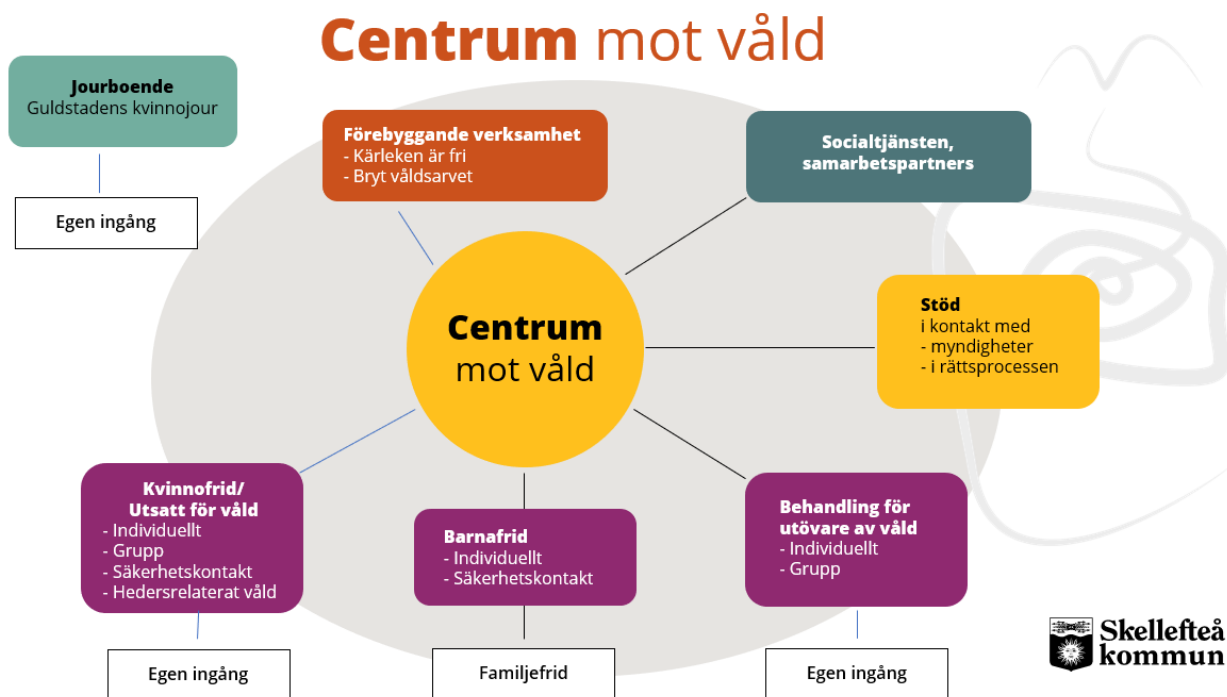 Centrum mot våld
Jourboende
Guldstadens kvinnojour
Egen ingång
Förebyggande verksamhet
- Kärleken är fri
- Bryt våldsarvet
Socialtjänsten,
samarbetspartners
Centrum
mot våld
Stöd
i kontakt med
- myndigheter
- i rättsprocessen
Kvinnofrid/
Utsatt för våld
- Individuellt
- Grupp
- Säkerhetskontakt
- Hedersrelaterat våld
Egen ingång
Barnafrid
- Individuellt
- Säkerhetskontakt
Familjefrid
Behandling för
utövare av våld
- Individuellt
- Grupp
Egen ingång
Skellefteå
kommun